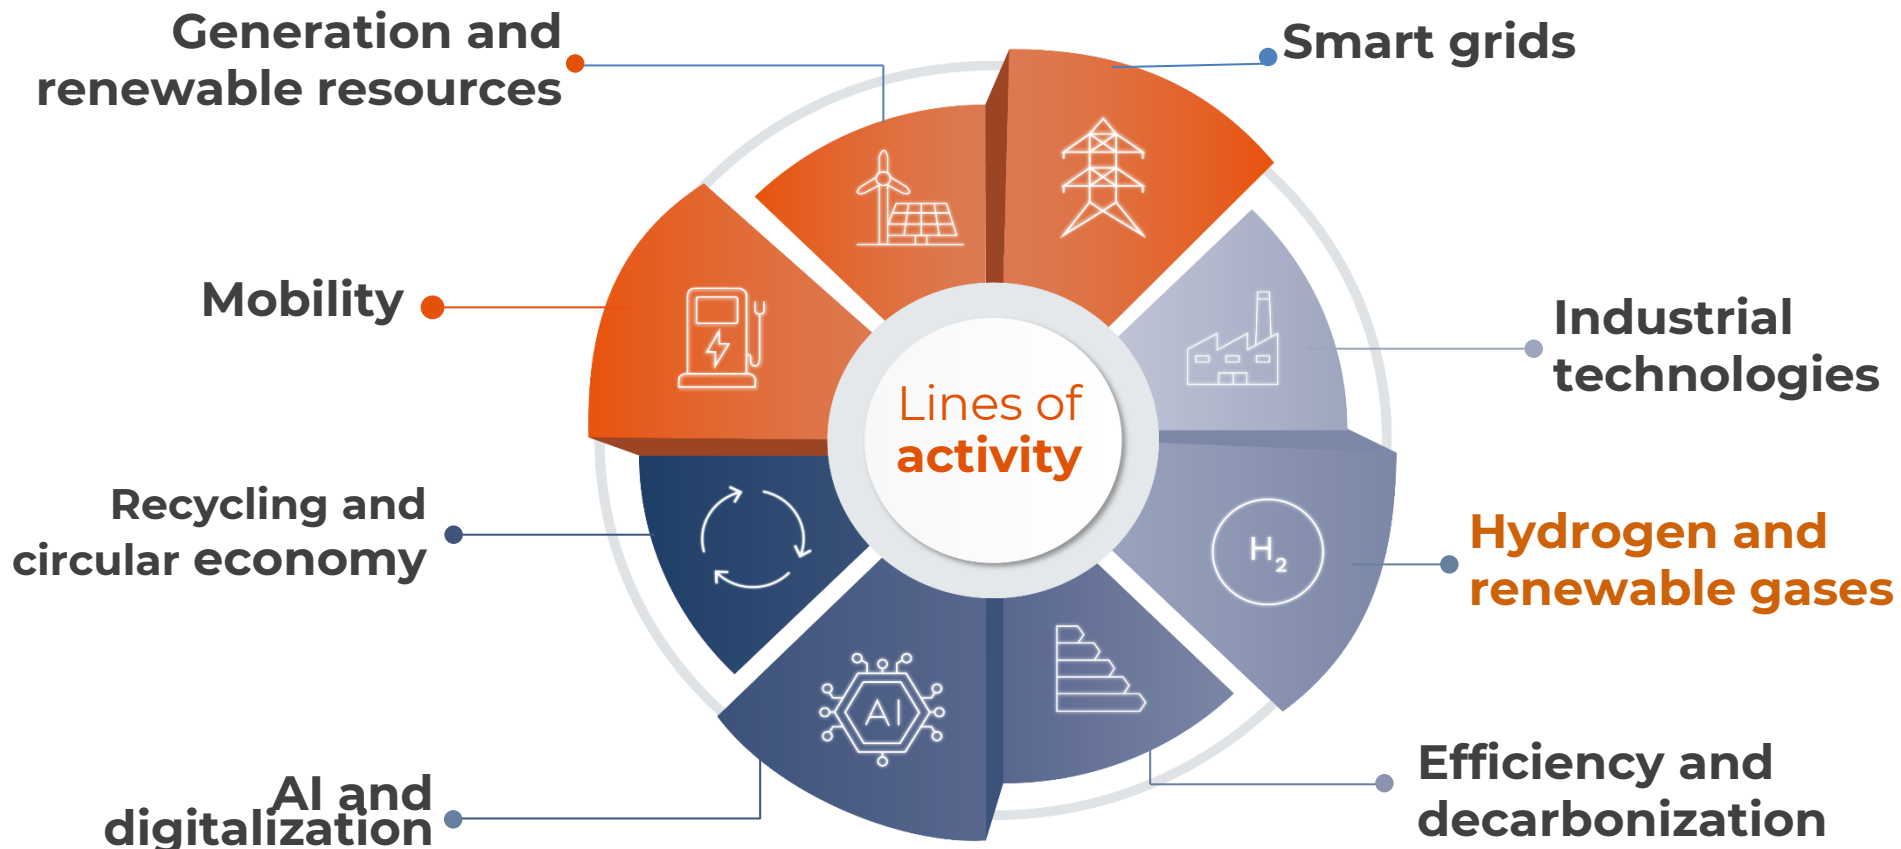 Generation and
renewable resources
Smart grids
Mobility
Industrial
technologies
Lines of
activity
Recycling and
circular economy
H2
Hydrogen and
renewable gases
AI
AI and
digitalization
Efficiency and
decarbonization